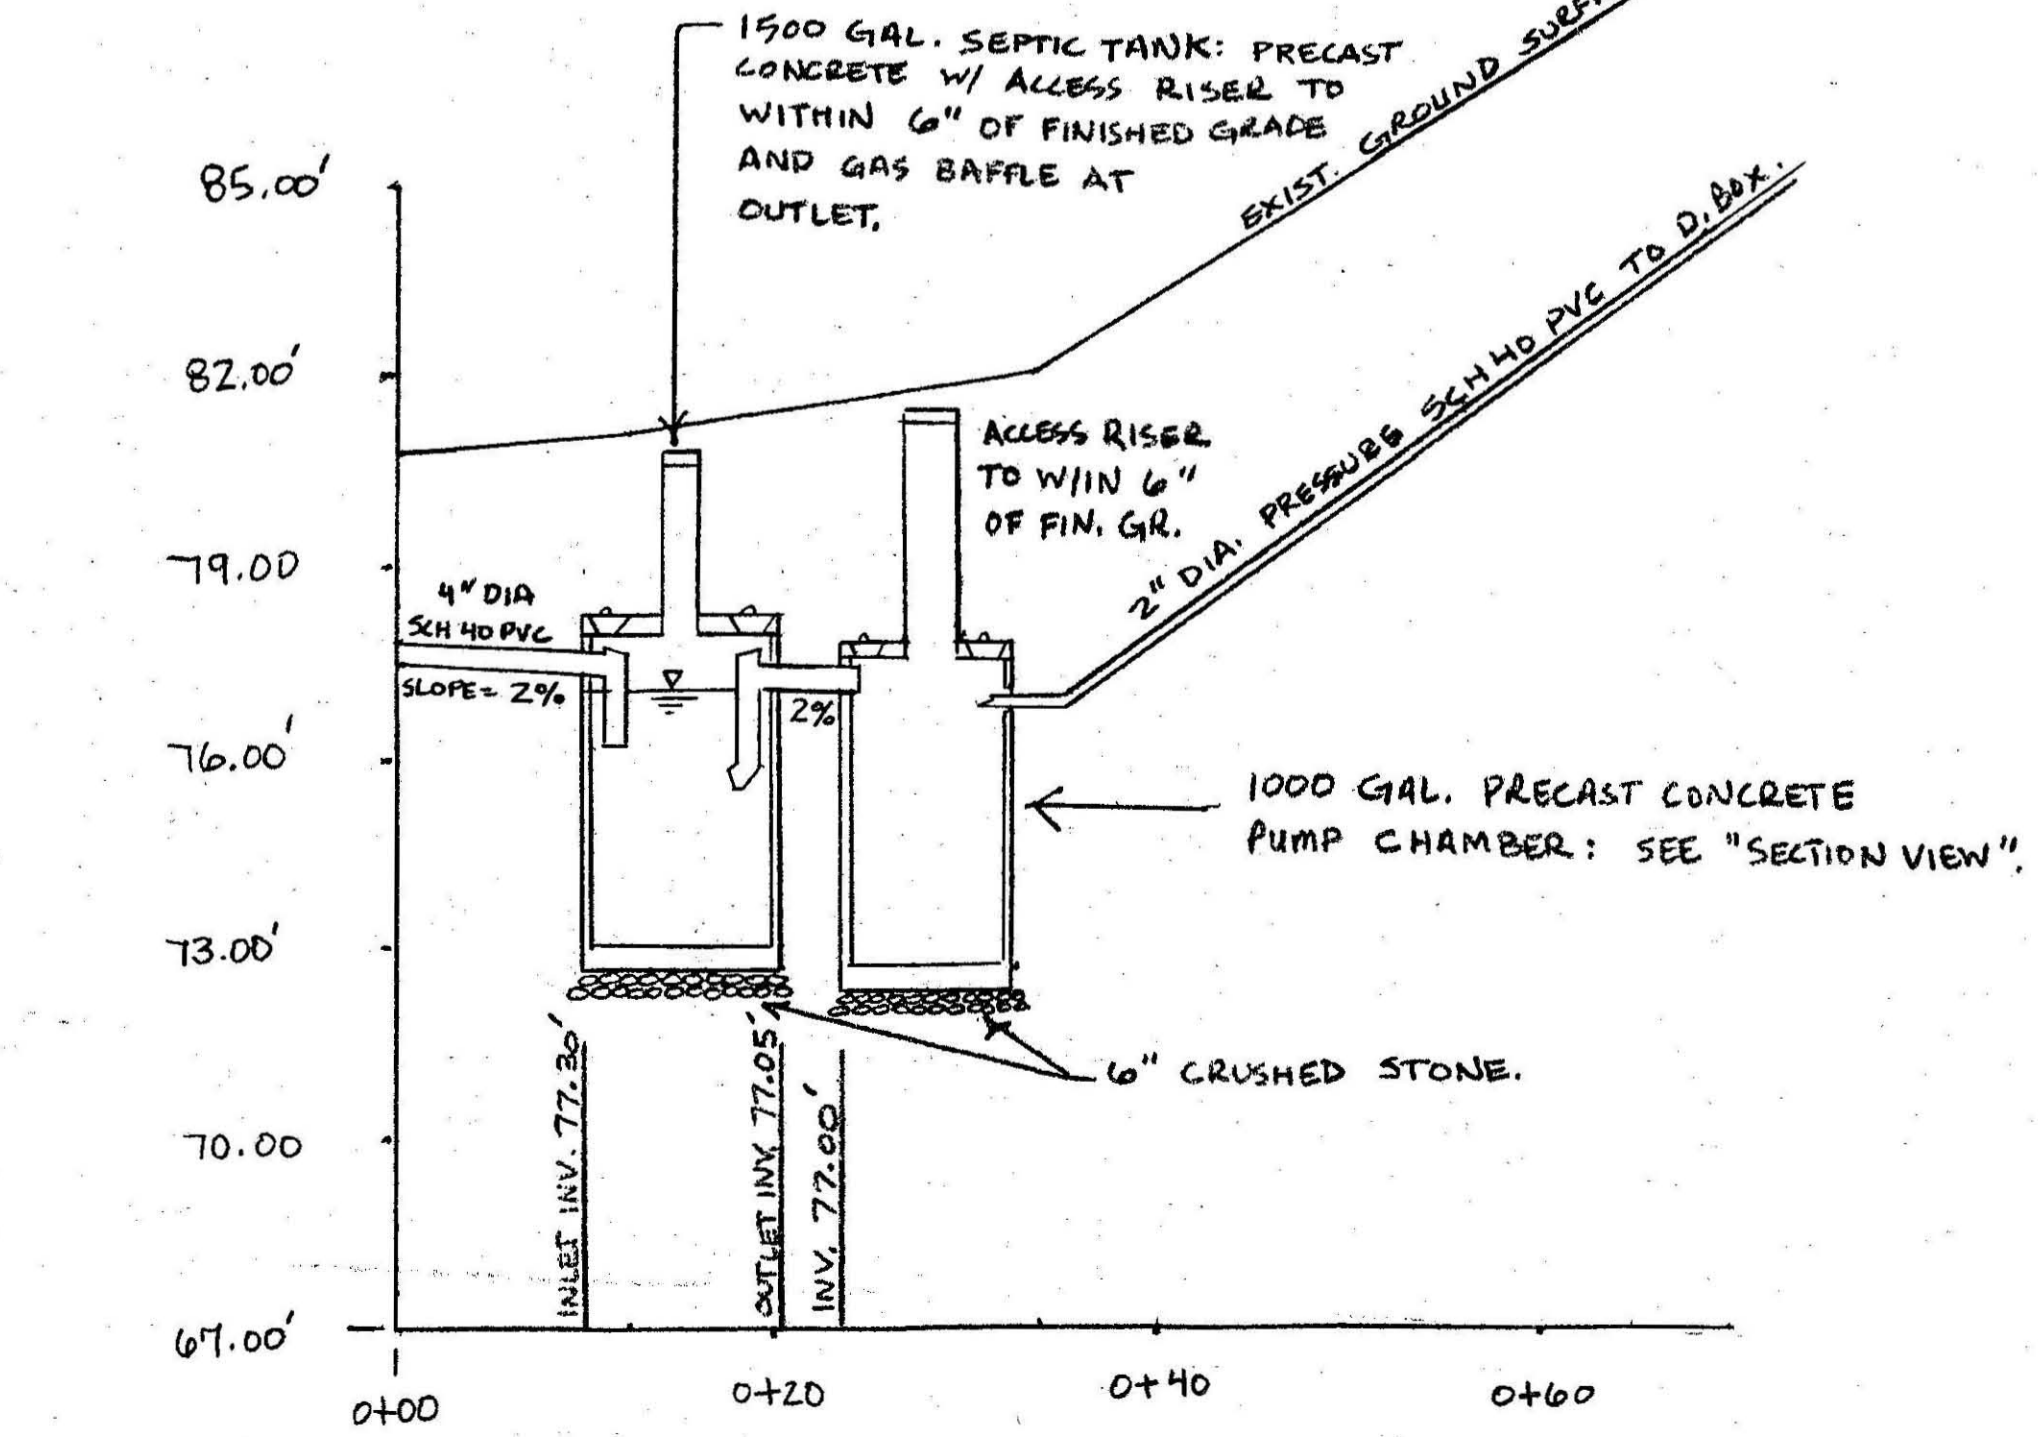 1500 GAL. SEPTIC TANK: PRECAST
CONCRETE W/ ACCESS RISER TO
WITHIN 6" OF FINISHED GRADE
AND GAS BAFFLE AT
OUTLET.
EXIST. GROUND
85.00'
82.00'
79.00
76.00'
73.00'
70.00
67.00'
ACCESS RISER
TO W/IN 6"
OF FIN. GR.
2" DIA. PRESSURE SCH 40 PVC TO D. BOX.
4" DIA
SCH 40 PVC
SLOPE = 2%
2%
1000 GAL. PRECAST CONCRETE
PUMP CHAMBER: SEE "SECTION VIEW".
6" CRUSHED STONE.
INLET INV. 77.30'
OUTLET INV. 77.05'
INV. 77.00'
0+00
0+20
0+40
0+60